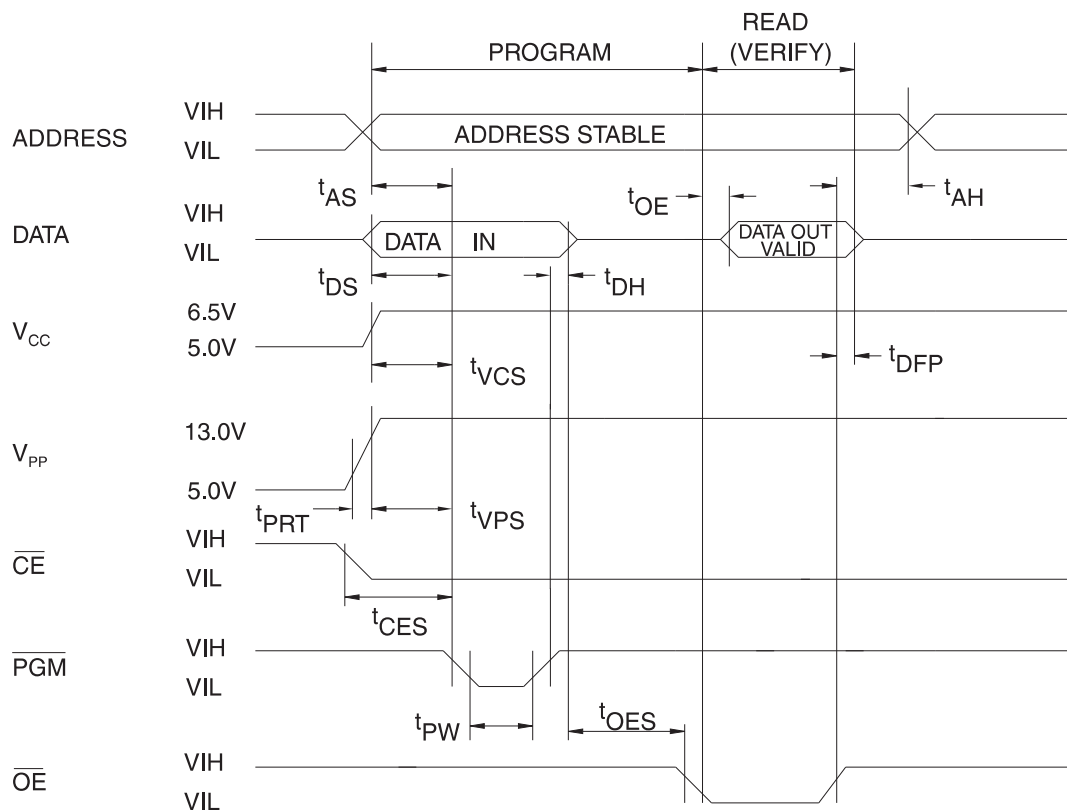 READ
PROGRAM (VERIFY)
ADDRESS VIH
VIL ADDRESS STABLE
tAS tOE tAH
DATA VIH
VIL DATA IN DATA OUT
VALID
tDS tDH
VCC 6.5V
5.0V
tVCS tDFP
VPP 13.0V
5.0V
tPRT tVPS
CE VIH
VIL
tCES
PGM VIH
VIL
tPW tOES
OE VIH
VIL